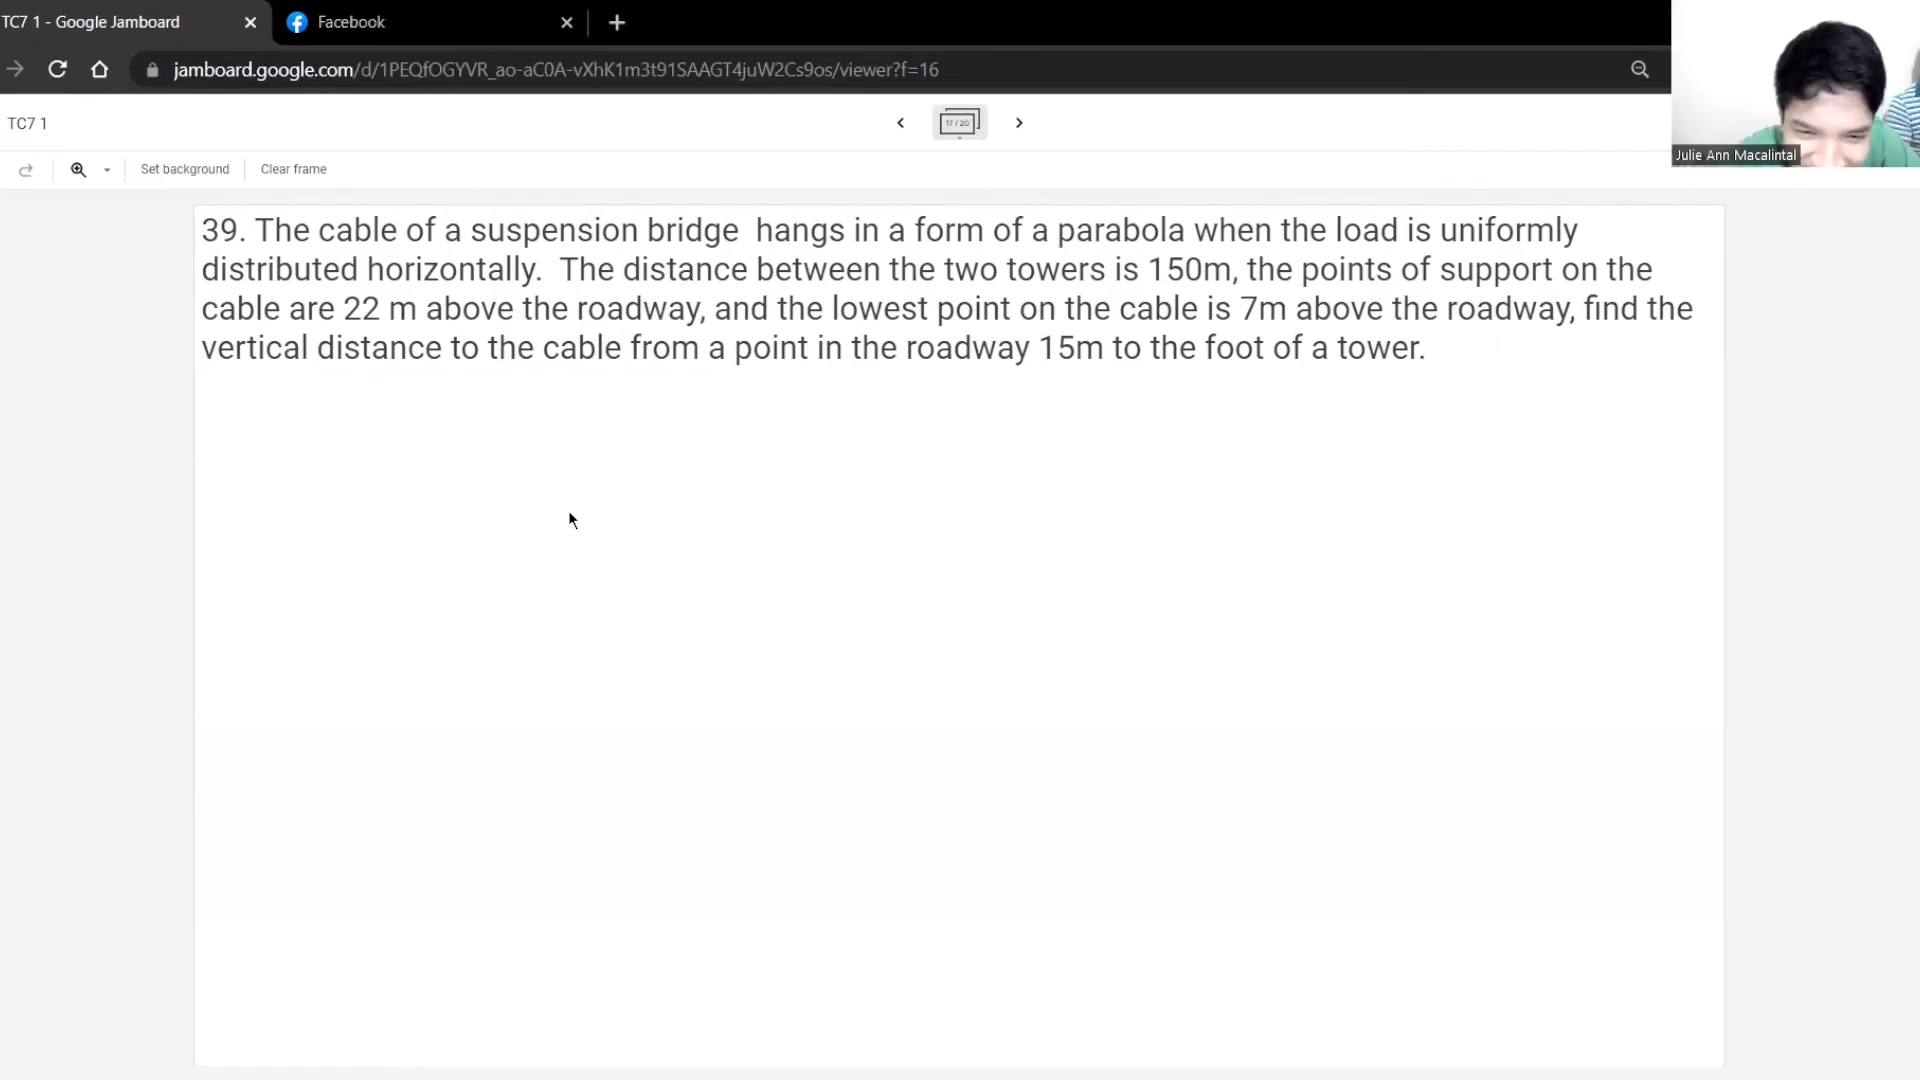 TC7 1 - Google Jamboard
Facebook
jamboard.google.com/d/1PEQfOGYVR_ao-aC0A-vXhK1m3t91SAAGT4juW2Cs9os/viewer?f=16
TC7 1
17 / 20
Set background
Clear frame
Julie Ann Macalintal
39. The cable of a suspension bridge  hangs in a form of a parabola when the load is uniformly
distributed horizontally.  The distance between the two towers is 150m, the points of support on the
cable are 22 m above the roadway, and the lowest point on the cable is 7m above the roadway, find the
vertical distance to the cable from a point in the roadway 15m to the foot of a tower.